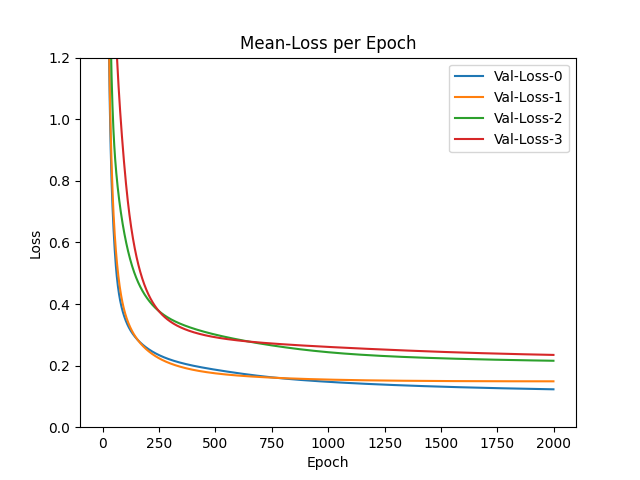 Mean-Loss per Epoch
1.2
1.0
0.8
0.6
0.4
0.2
0.0
Loss
Val-Loss-0
Val-Loss-1
Val-Loss-2
Val-Loss-3
0 250 500 750 1000 1250 1500 1750 2000
Epoch